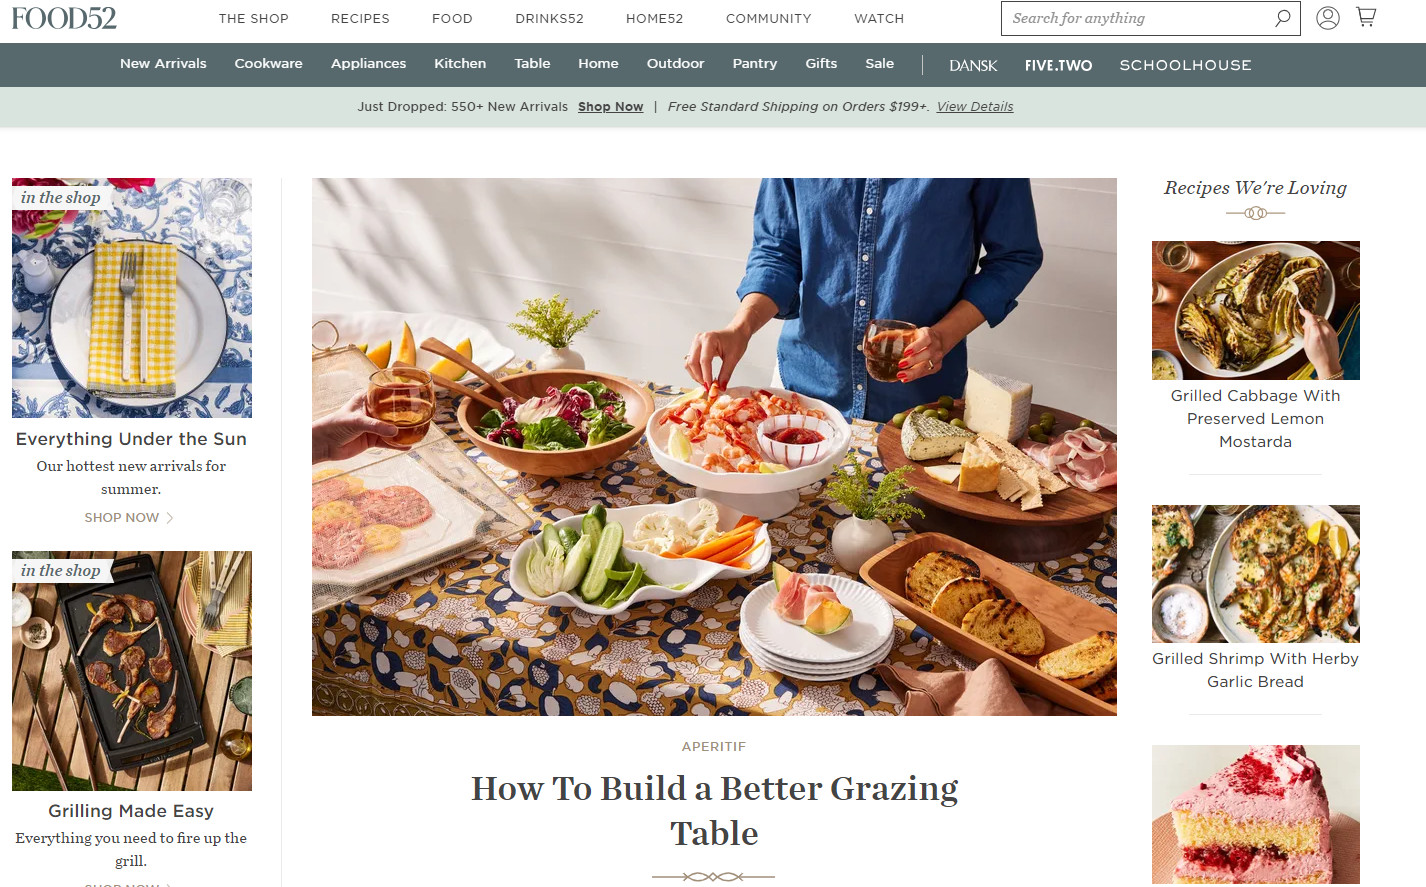 FOOD52
THE SHOP RECIPES FOOD DRINKS52 HOME52 COMMUNITY WATCH
Search for anything
New Arrivals Cookware Appliances Kitchen Table Home Outdoor Pantry Gifts Sale DANSK FIVE.TWO SCHOOLHOUSE
Just Dropped: 550+ New Arrivals Shop Now | Free Standard Shipping on Orders $199+. View Details
in the shop
Everything Under the Sun
Our hottest new arrivals for
summer.
SHOP NOW
in the shop
Grilling Made Easy
Everything you need to fire up the
grill.
SHOP NOW
APERITIF
How To Build a Better Grazing
Table
Recipes We're Loving
Grilled Cabbage With
Preserved Lemon
Mostarda
Grilled Shrimp With Herby
Garlic Bread